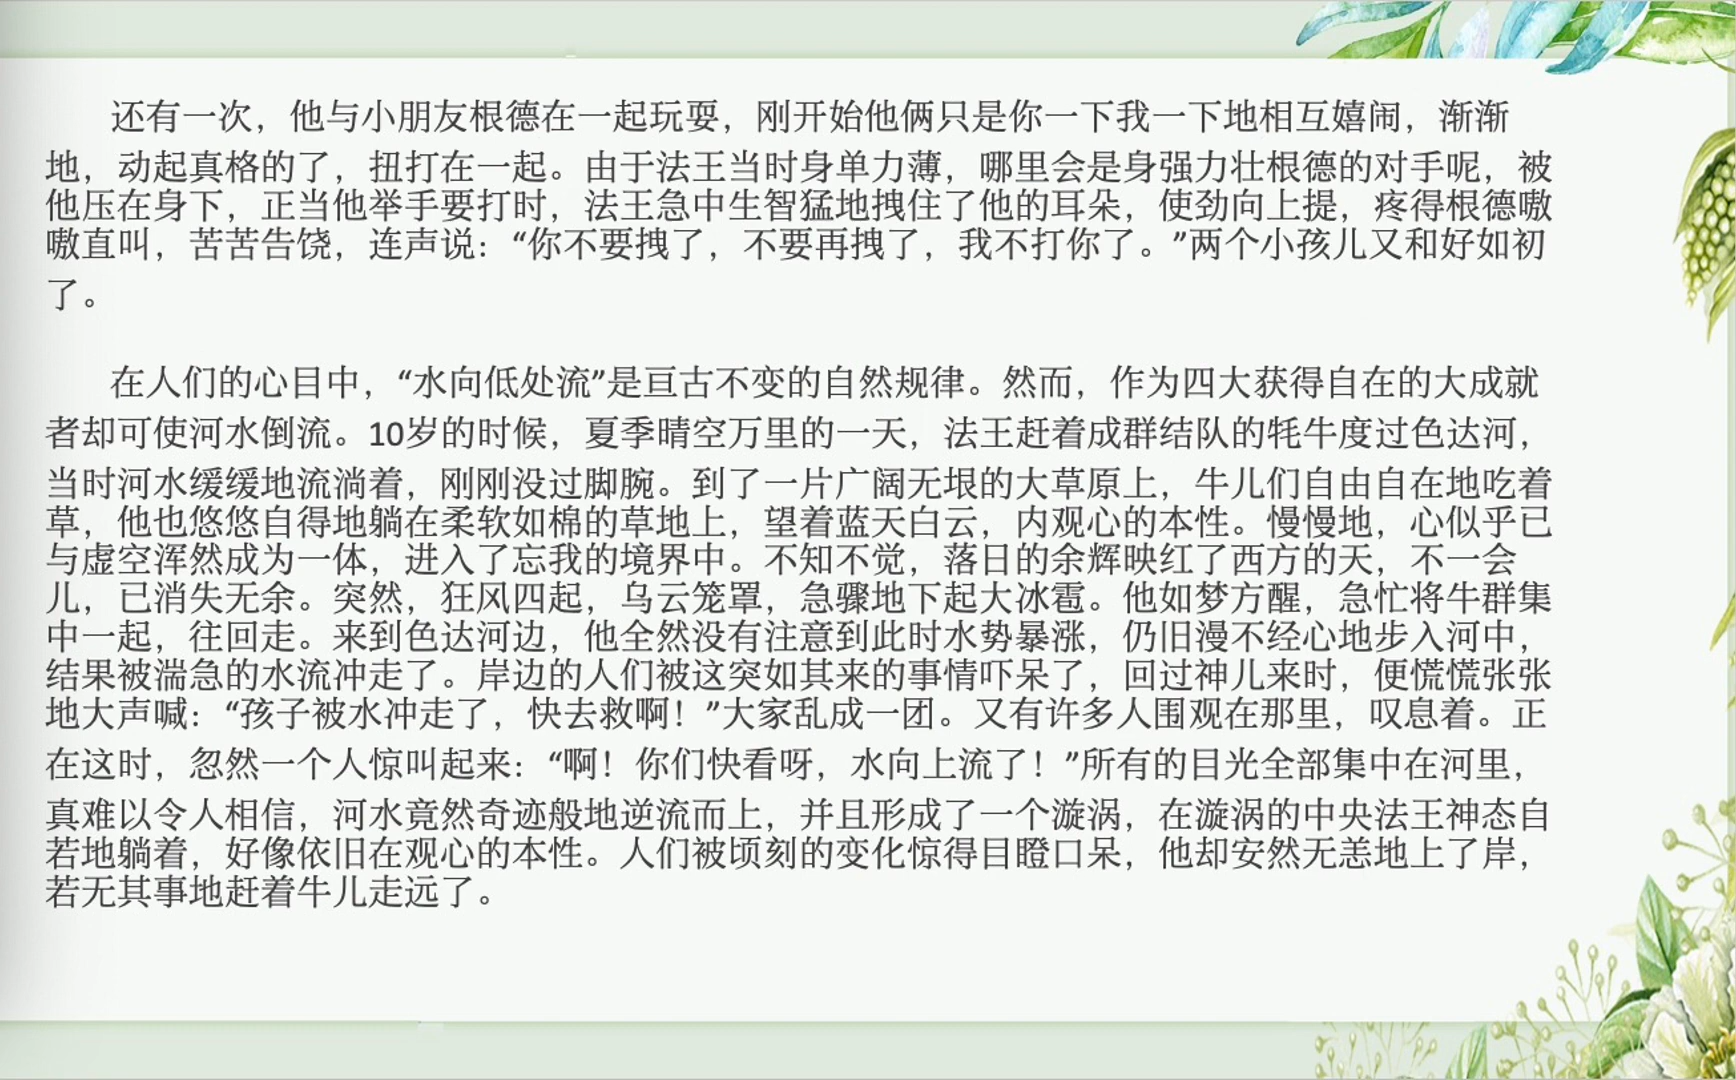 还有一次，他与小朋友根德在一起玩耍，刚开始他俩只是你一下我一下地相互嬉闹，渐渐
地，动起真格的了，扭打在一起。由于法王当时身单力薄，哪里会是身强力壮根德的对手呢，被
他压在身下，正当他举手要打时，法王急中生智猛地拽住了他的耳朵，使劲向上提，疼得根德嗷
嗷直叫，苦苦告饶，连声说：“你不要拽了，不要再拽了，我不打你了。”两个小孩儿又和好如初
了。
在人们的心目中，“水向低处流”是亘古不变的自然规律。然而，作为四大获得自在的大成就
者却可使河水倒流。10岁的时候，夏季晴空万里的一天，法王赶着成群结队的牦牛度过色达河，
当时河水缓缓地流淌着，刚刚没过脚腕。到了一片广阔无垠的大草原上，牛儿们自由自在地吃着
草，他也悠悠自得地躺在柔软如棉的草地上，望着蓝天白云，内观心的本性。慢慢地，心似乎已
与虚空浑然成为一体，进入了忘我的境界中。不知不觉，落日的余辉映红了西方的天，不一会
儿，已消失无余。突然，狂风四起，乌云笼罩，急骤地下起大冰雹。他如梦方醒，急忙将牛群集
中一起，往回走。来到色达河边，他全然没有注意到此时水势暴涨，仍旧漫不经心地步入河中，
结果被湍急的水流冲走了。岸边的人们被这突如其来的事情吓呆了，回过神儿来时，便慌慌张张
地大声喊：“孩子被水冲走了，快去救啊！”大家乱成一团。又有许多人围观在那里，叹息着。正
在这时，忽然一个人惊叫起来：“啊！你们快看呀，水向上流了！”所有的目光全部集中在河里，
真难以令人相信，河水竟然奇迹般地逆流而上，并且形成了一个漩涡，在漩涡的中央法王神态自
若地躺着，好像依旧在观心的本性。人们被顷刻的变化惊得目瞪口呆，他却安然无恙地上了岸，
若无其事地赶着牛儿走远了。